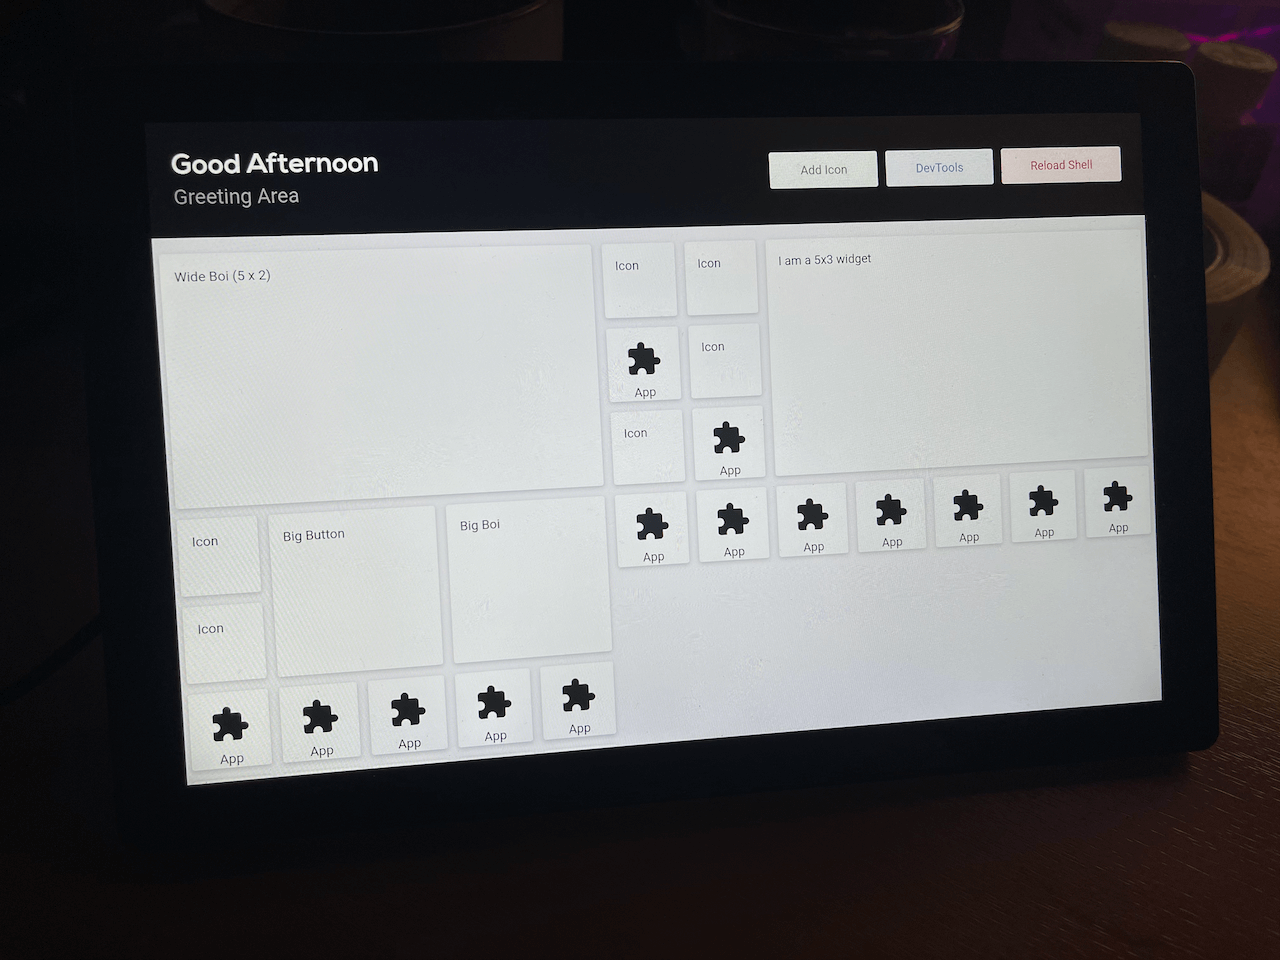 Good Afternoon
Greeting Area
Add Icon
DevTools
Reload Shell
Wide Boi (5 x 2)
Icon
Icon
I am a 5x3 widget
App
Icon
Icon
App
Icon
Big Button
Big Boi
App
App
App
App
App
App
App
Icon
App
App
App
App
App